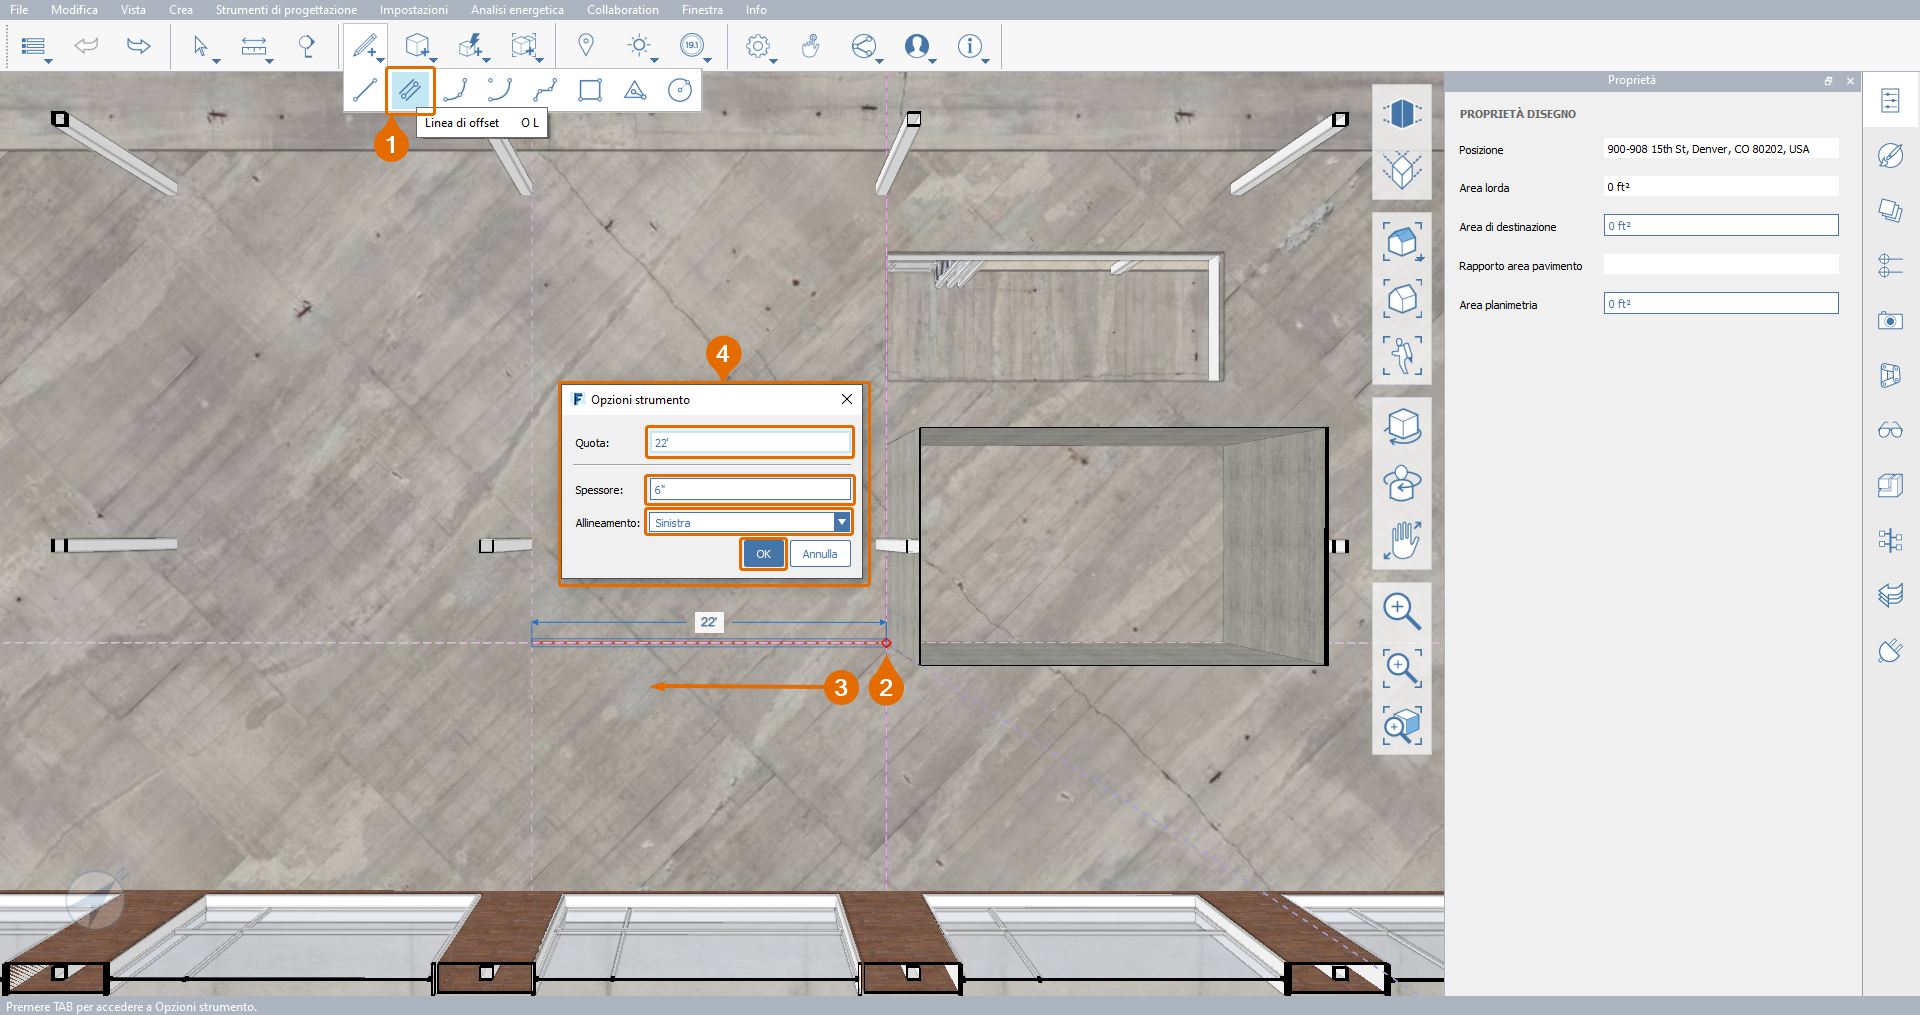 File Modifica Vista Crea Strumenti di progettazione Impostazioni Analisi energetica Collaboration Finestra Info
19.1
Linea di offset O L
1
Proprietà
PROPRIETÀ DISEGNO
Posizione 900-908 15th St, Denver, CO 80202, USA
Area lorda 0 ft²
Area di destinazione 0 ft²
Rapporto area pavimento
Area planimetria 0 ft²
4
F Opzioni strumento
Quota: 22'
Spessore: 6"
Allineamento: Sinistra
OK Annulla
22'
3 2
Premere TAB per accedere a Opzioni strumento.